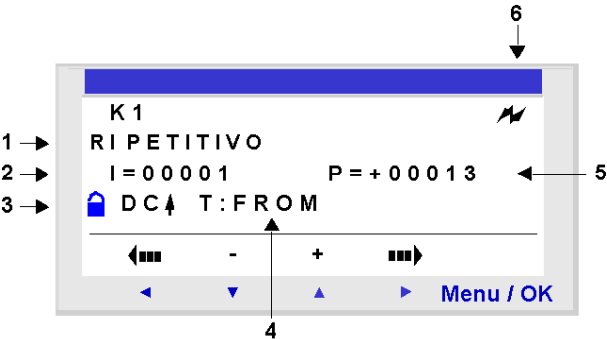 6
K1
1 RIPETITIVO
2 I=00001 P=+00013 5
3 DC T:FROM
- +
Menu / OK
4